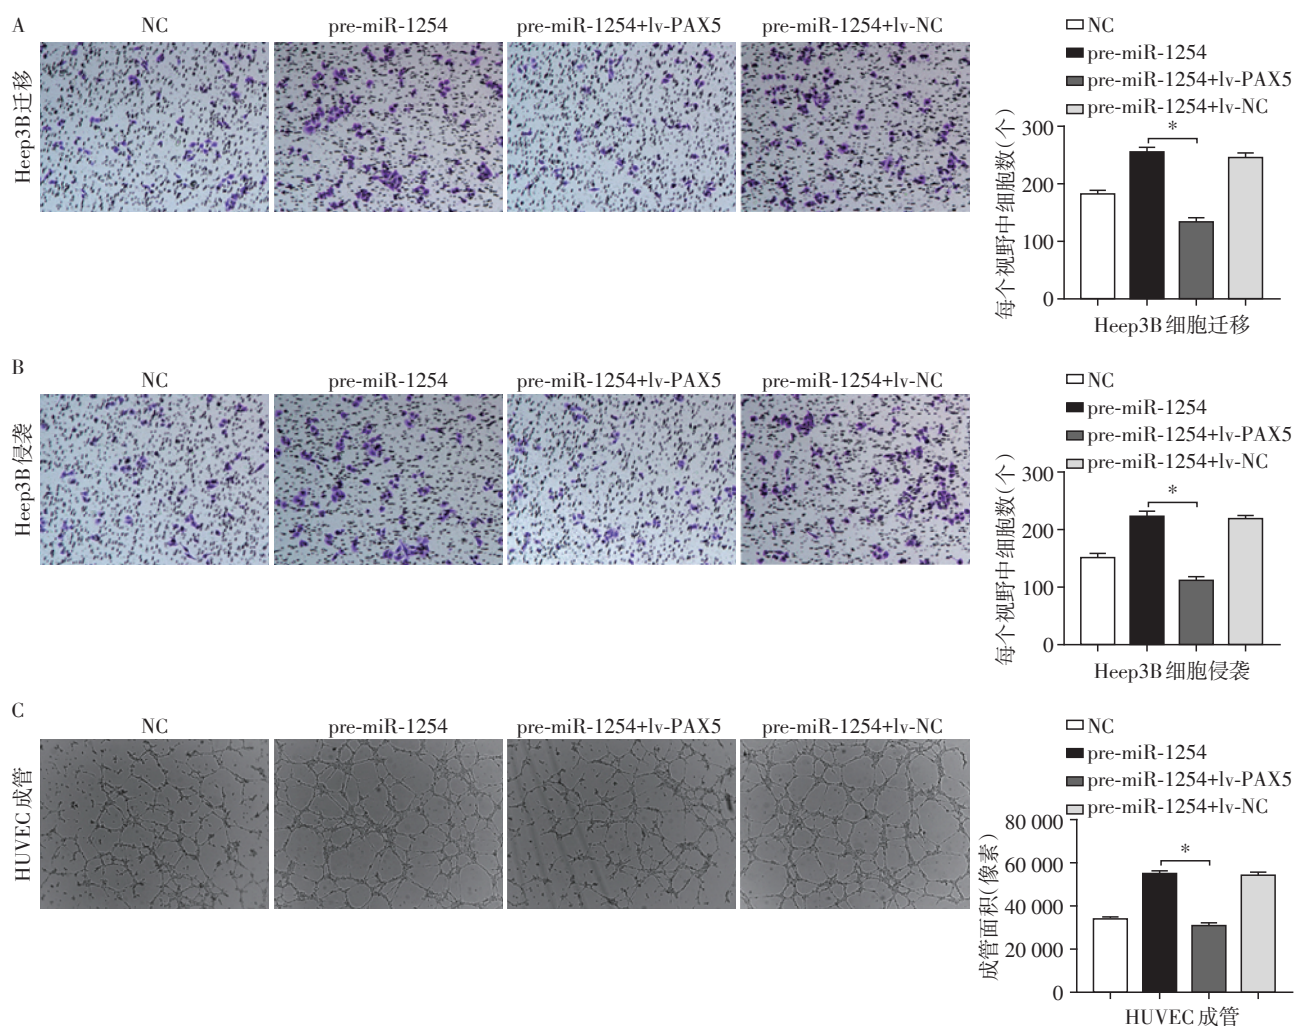 A
NC
pre-miR-1254
pre-miR-1254+lv-PAX5
pre-miR-1254+lv-NC
Heep3B迁移
NC
pre-miR-1254
pre-miR-1254+lv-PAX5
pre-miR-1254+lv-NC
每个视野中细胞数(个)
300
200
100
0
*
Heep3B细胞迁移
B
NC
pre-miR-1254
pre-miR-1254+lv-PAX5
pre-miR-1254+lv-NC
Heep3B侵袭
NC
pre-miR-1254
pre-miR-1254+lv-PAX5
pre-miR-1254+lv-NC
每个视野中细胞数(个)
300
200
100
0
*
Heep3B细胞侵袭
C
NC
pre-miR-1254
pre-miR-1254+lv-PAX5
pre-miR-1254+lv-NC
HUVEC成管
NC
pre-miR-1254
pre-miR-1254+lv-PAX5
pre-miR-1254+lv-NC
成管面积(像素)
80 000
60 000
40 000
20 000
0
*
HUVEC成管